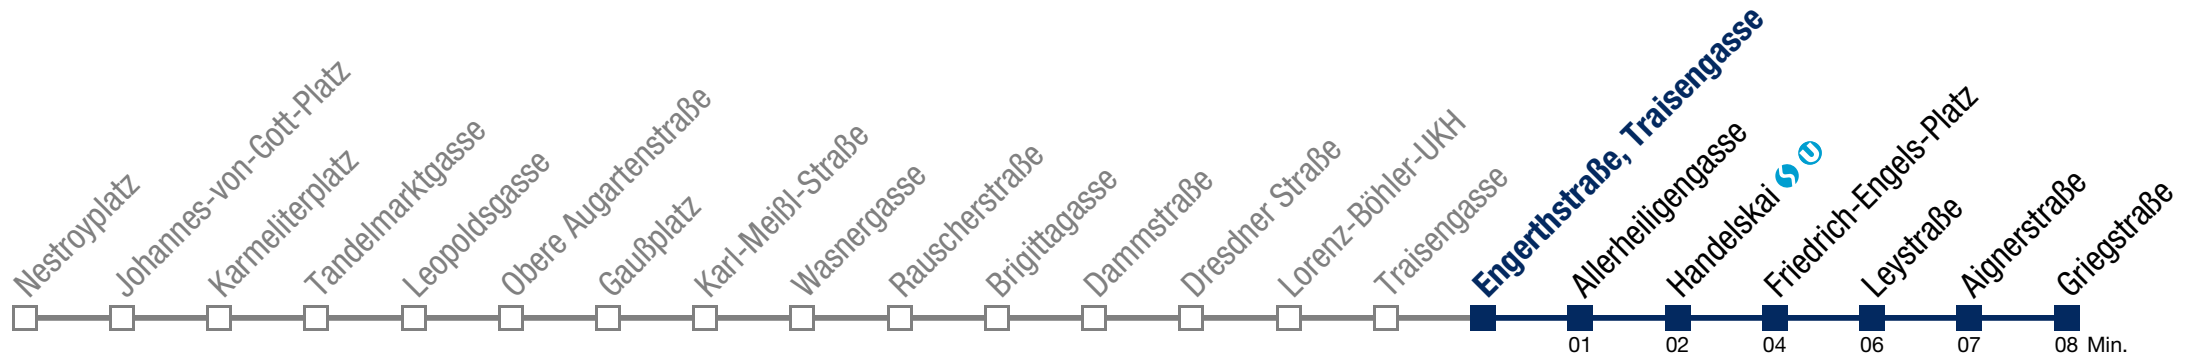 Nestroyplatz
Johannes-von-Gott-Platz
Karmeliterplatz
Tandelmarktgasse
Leopoldsgasse
Obere Augartenstraße
Gaußplatz
Karl-Meißl-Straße
Wasnergasse
Rauscherstraße
Brigittagasse
Dammstraße
Dresdner Straße
Lorenz-Böhler-UKH
Traisengasse
Engerthstraße, Traisengasse
Allerheiligengasse
Handelskai S U
Friedrich-Engels-Platz
Leystraße
Aignerstraße
Griegstraße
01 02 04 06 07 08 Min.